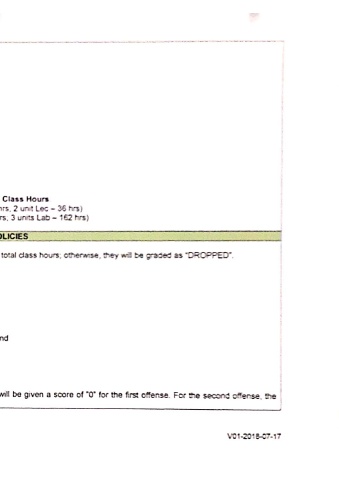 Class Hours
hrs, 2 unit Lec – 36 hrs)
rs, 3 units Lab – 162 hrs)
OLICIES
total class hours; otherwise, they will be graded as "DROPPED".
nd
will be given a score of "0" for the first offense. For the second offense, the
V01-2018-07-17